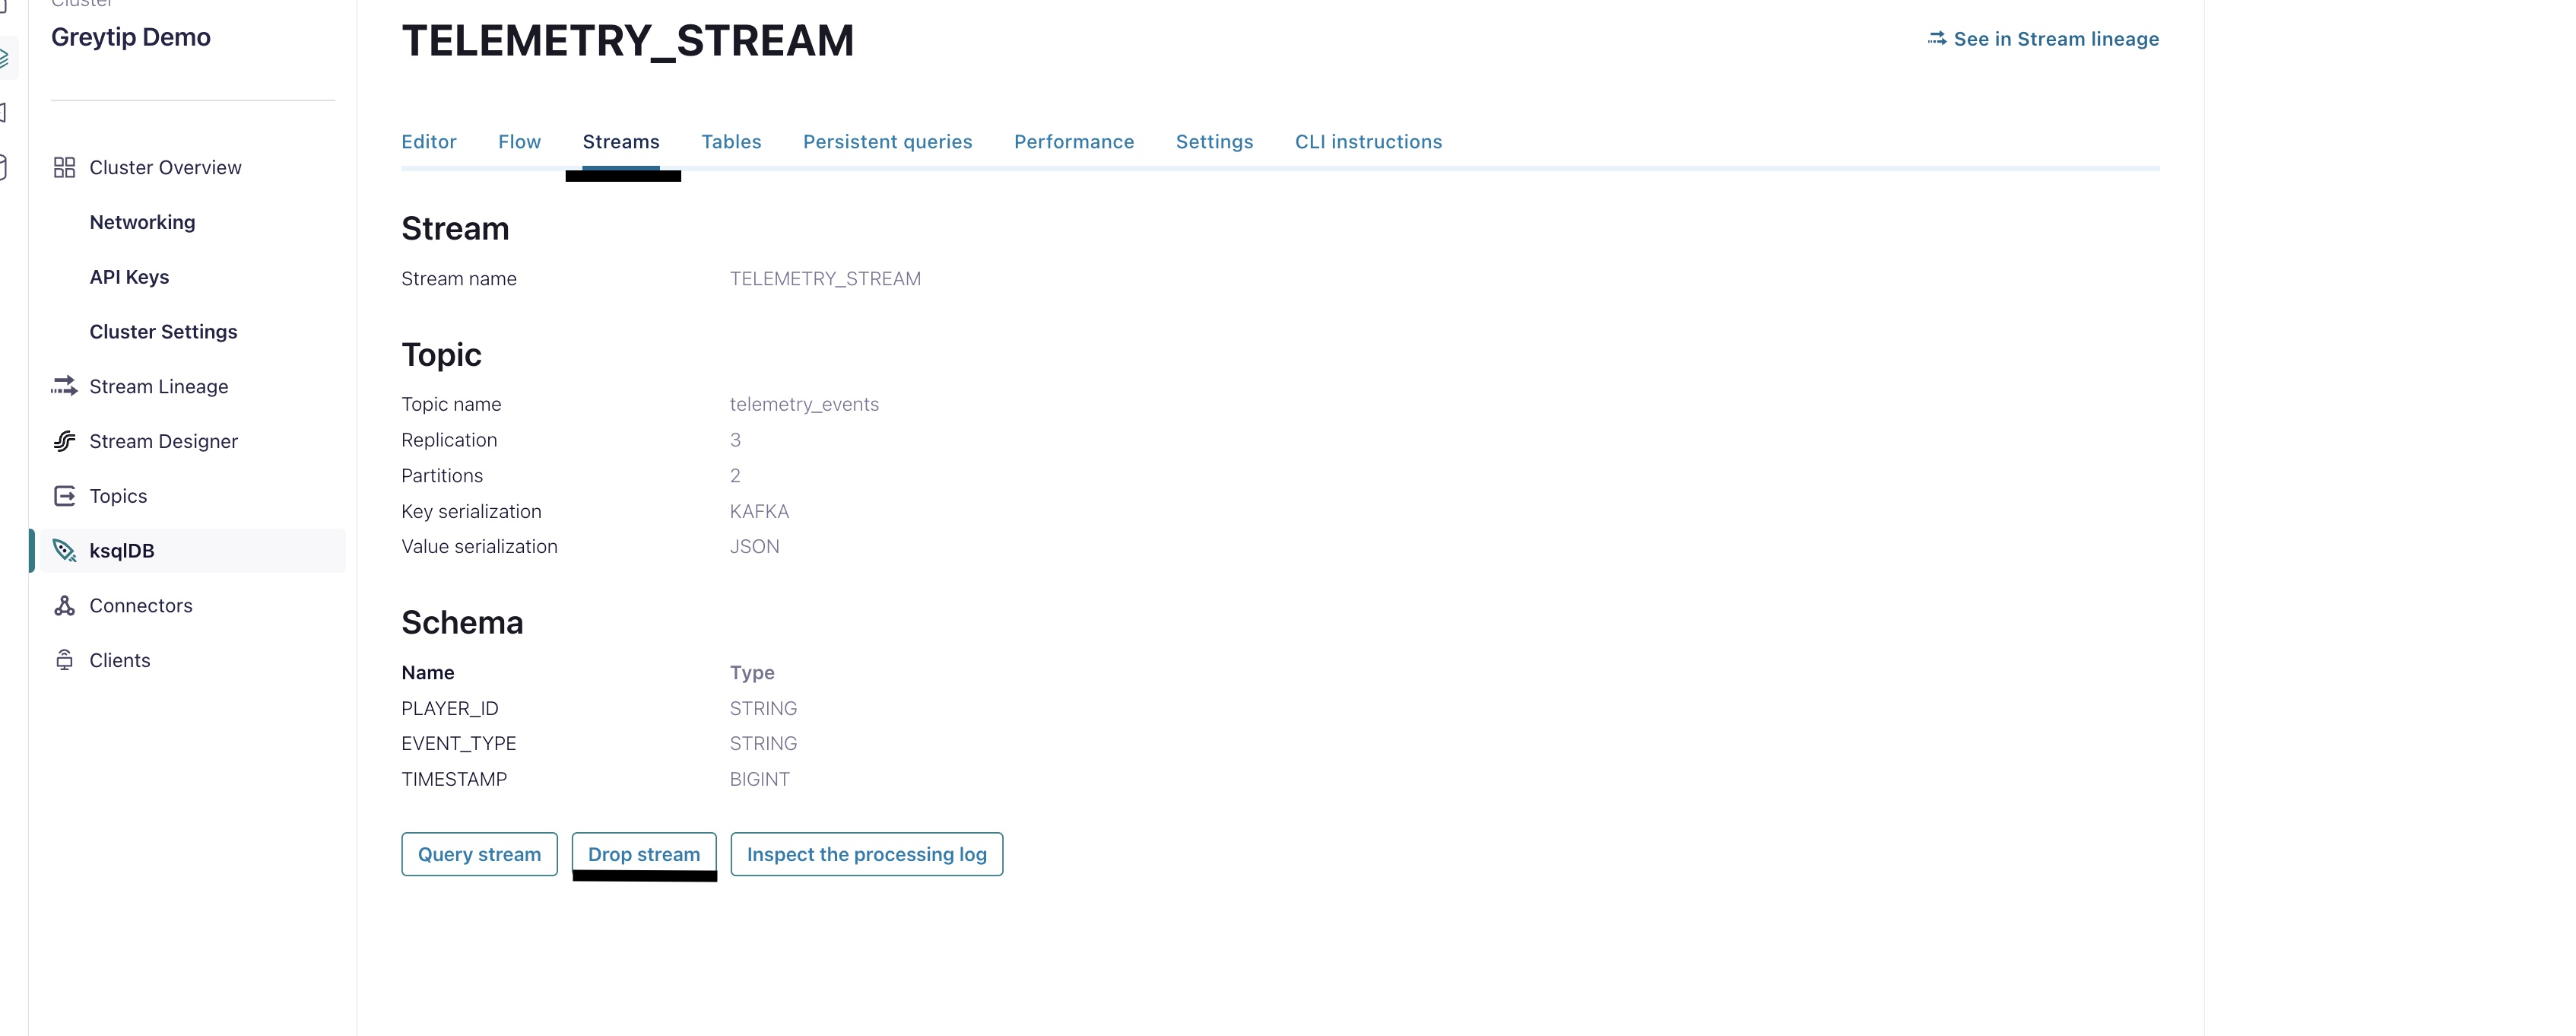 Cluster
Greytip Demo
Cluster Overview
Networking
API Keys
Cluster Settings
Stream Lineage
Stream Designer
Topics
ksqlDB
Connectors
Clients
TELEMETRY_STREAM
See in Stream lineage
Editor Flow Streams Tables Persistent queries Performance Settings CLI instructions
Stream
Stream name TELEMETRY_STREAM
Topic
Topic name telemetry_events
Replication 3
Partitions 2
Key serialization KAFKA
Value serialization JSON
Schema
Name Type
PLAYER_ID STRING
EVENT_TYPE STRING
TIMESTAMP BIGINT
Query stream Drop stream Inspect the processing log